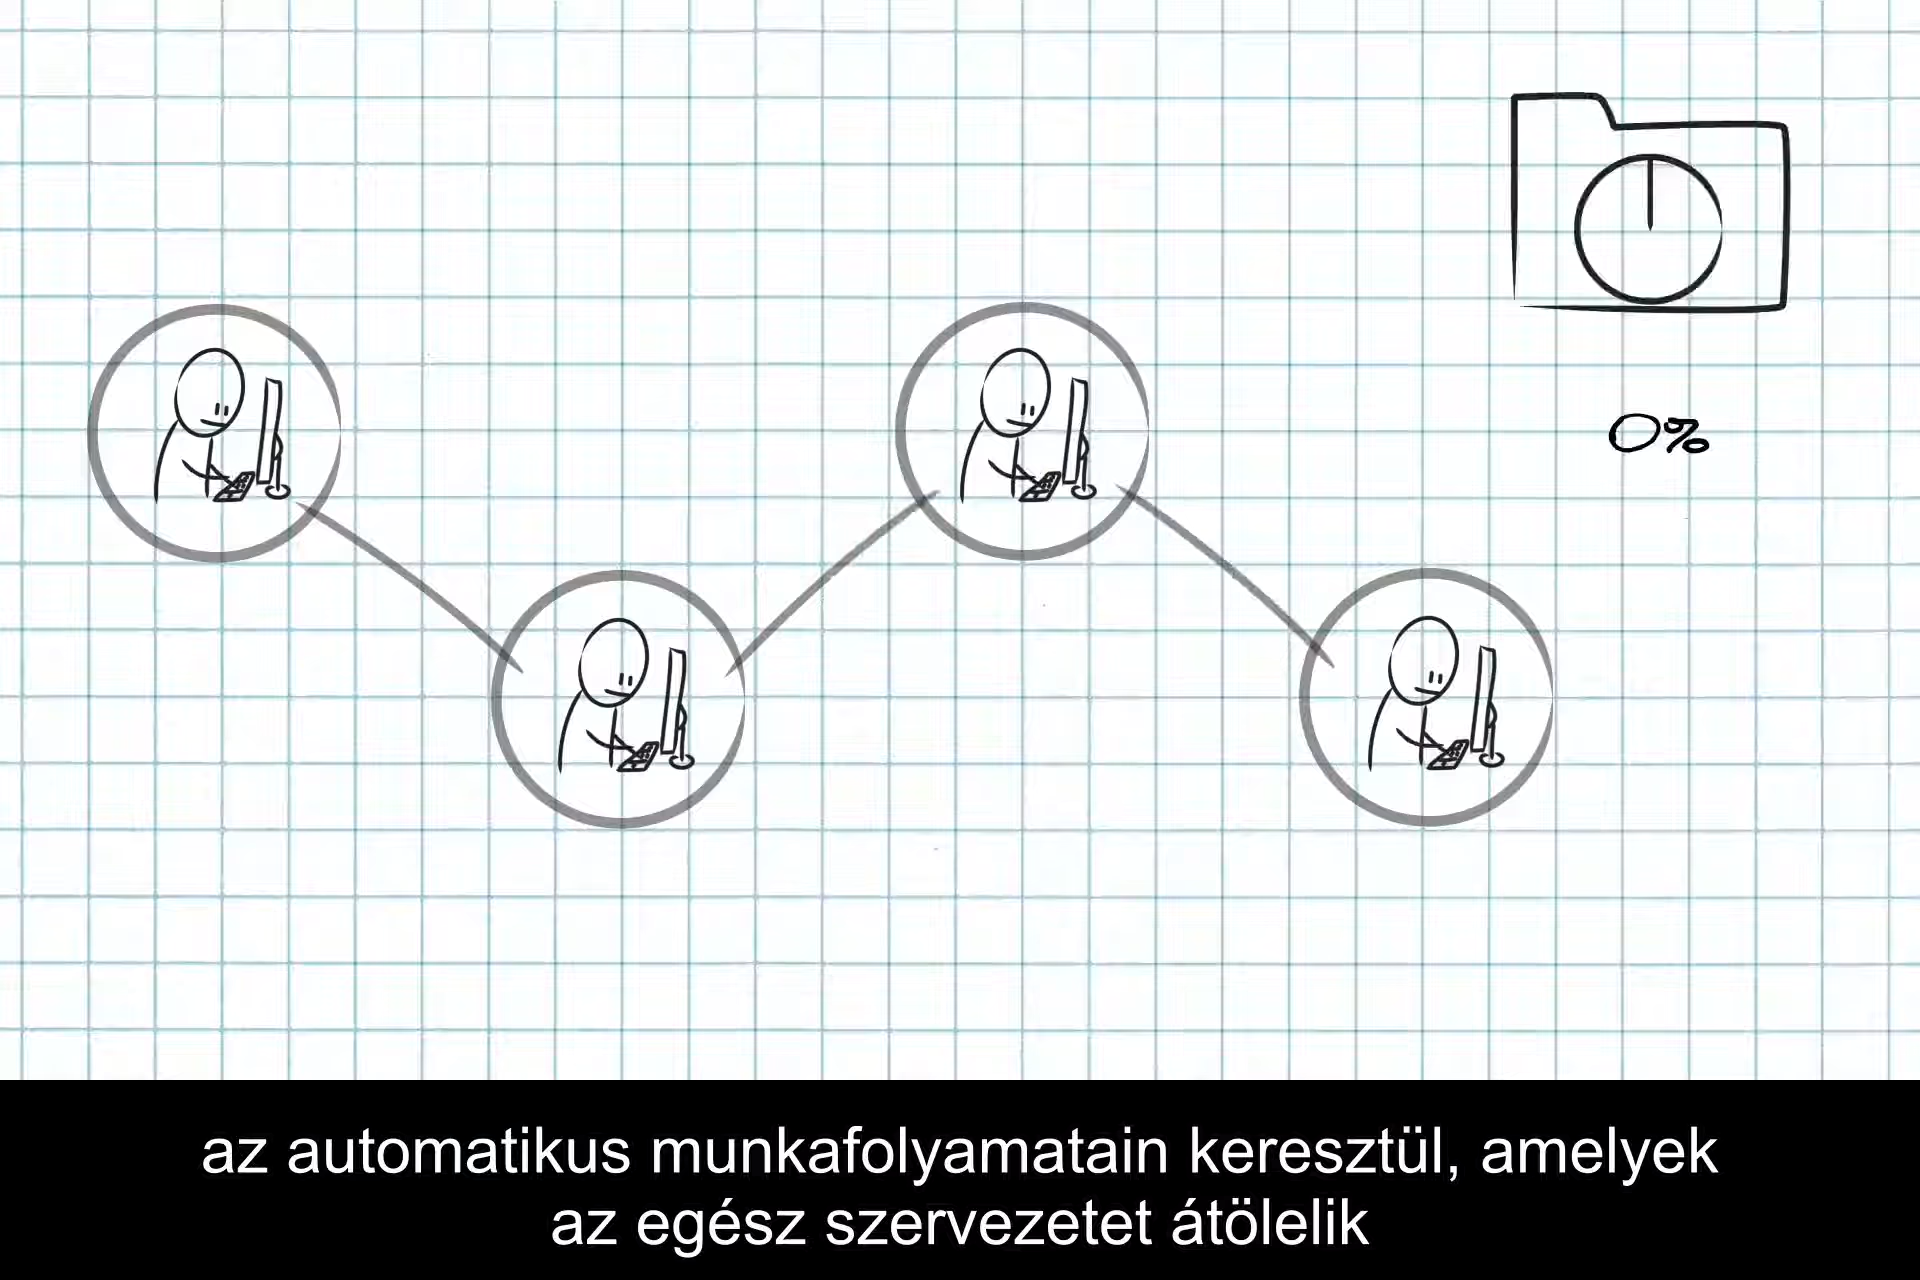 0%
az automatikus munkafolyamatain keresztül, amelyek
az egész szervezetet átölelik